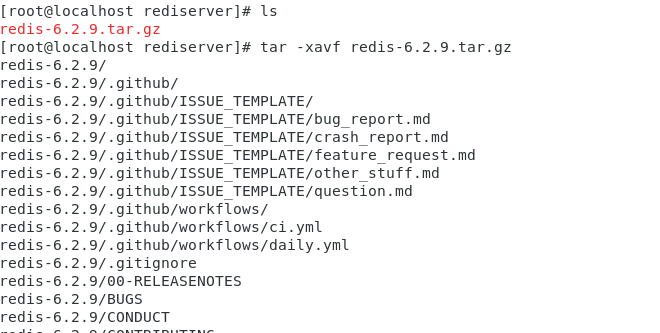 [root@localhost rediserver]# ls
redis-6.2.9.tar.gz
[root@localhost rediserver]# tar -xavf redis-6.2.9.tar.gz
redis-6.2.9/
redis-6.2.9/.github/
redis-6.2.9/.github/ISSUE_TEMPLATE/
redis-6.2.9/.github/ISSUE_TEMPLATE/bug_report.md
redis-6.2.9/.github/ISSUE_TEMPLATE/crash_report.md
redis-6.2.9/.github/ISSUE_TEMPLATE/feature_request.md
redis-6.2.9/.github/ISSUE_TEMPLATE/other_stuff.md
redis-6.2.9/.github/ISSUE_TEMPLATE/question.md
redis-6.2.9/.github/workflows/
redis-6.2.9/.github/workflows/ci.yml
redis-6.2.9/.github/workflows/daily.yml
redis-6.2.9/.gitignore
redis-6.2.9/00-RELEASENOTES
redis-6.2.9/BUGS
redis-6.2.9/CONDUCT
redis-6.2.9/CONTRIBUTING